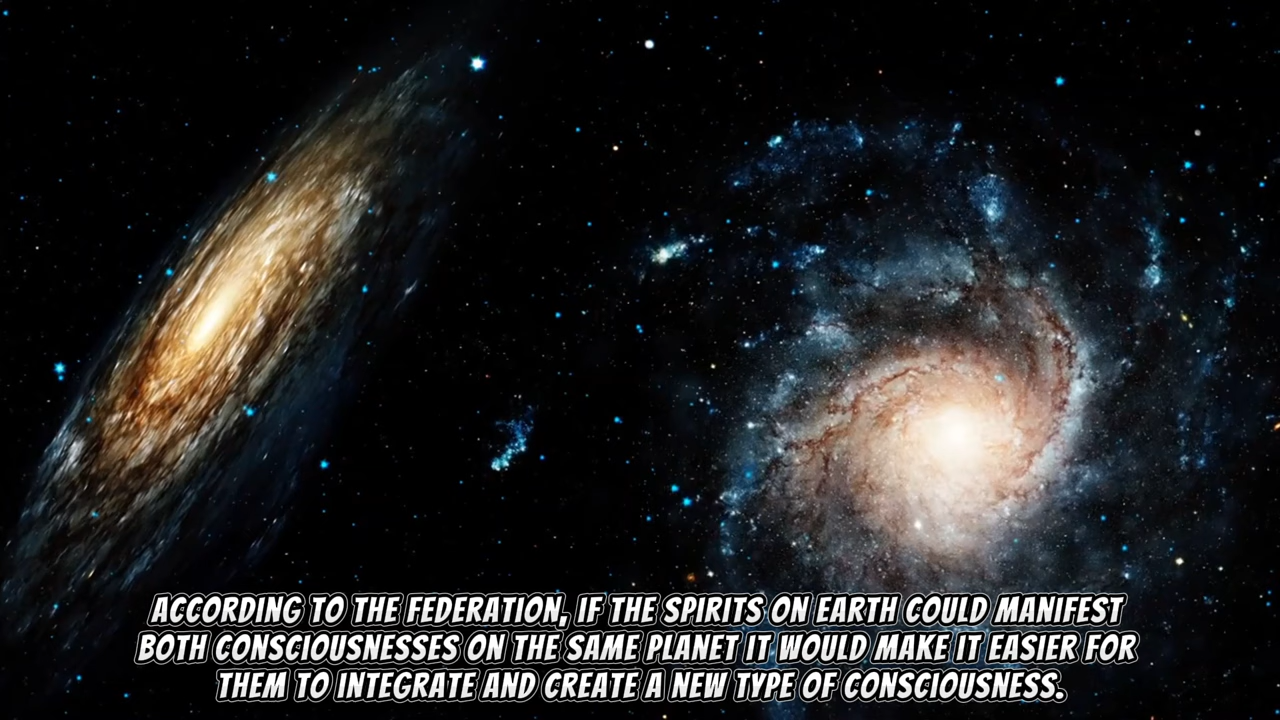 ACCORDING TO THE FEDERATION, IF THE SPIRITS ON EARTH COULD MANIFEST
BOTH CONSCIOUSNESSES ON THE SAME PLANET IT WOULD MAKE IT EASIER FOR
THEM TO INTEGRATE AND CREATE A NEW TYPE OF CONSCIOUSNESS.